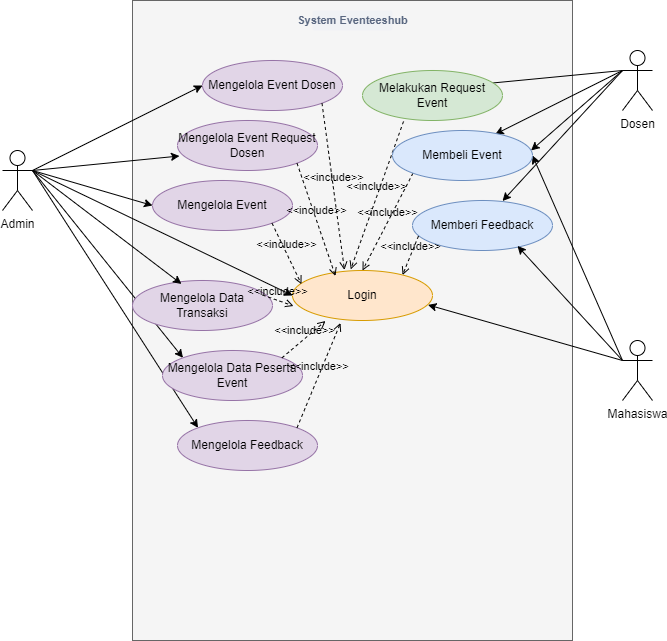 System Eventeeshub
Mengelola Event Dosen
Melakukan Request
Event
Dosen
Mengelola Event Request
Dosen
Membeli Event
<<include>>
<<include>>
Admin
Mengelola Event
<<include>>
<<include>>
Memberi Feedback
<<include>>
<<include>>
Mengelola Data
Transaksi
<<include>>
Login
<<include>>
Mengelola Data Peserta
Event
<<include>>
Mahasiswa
Mengelola Feedback